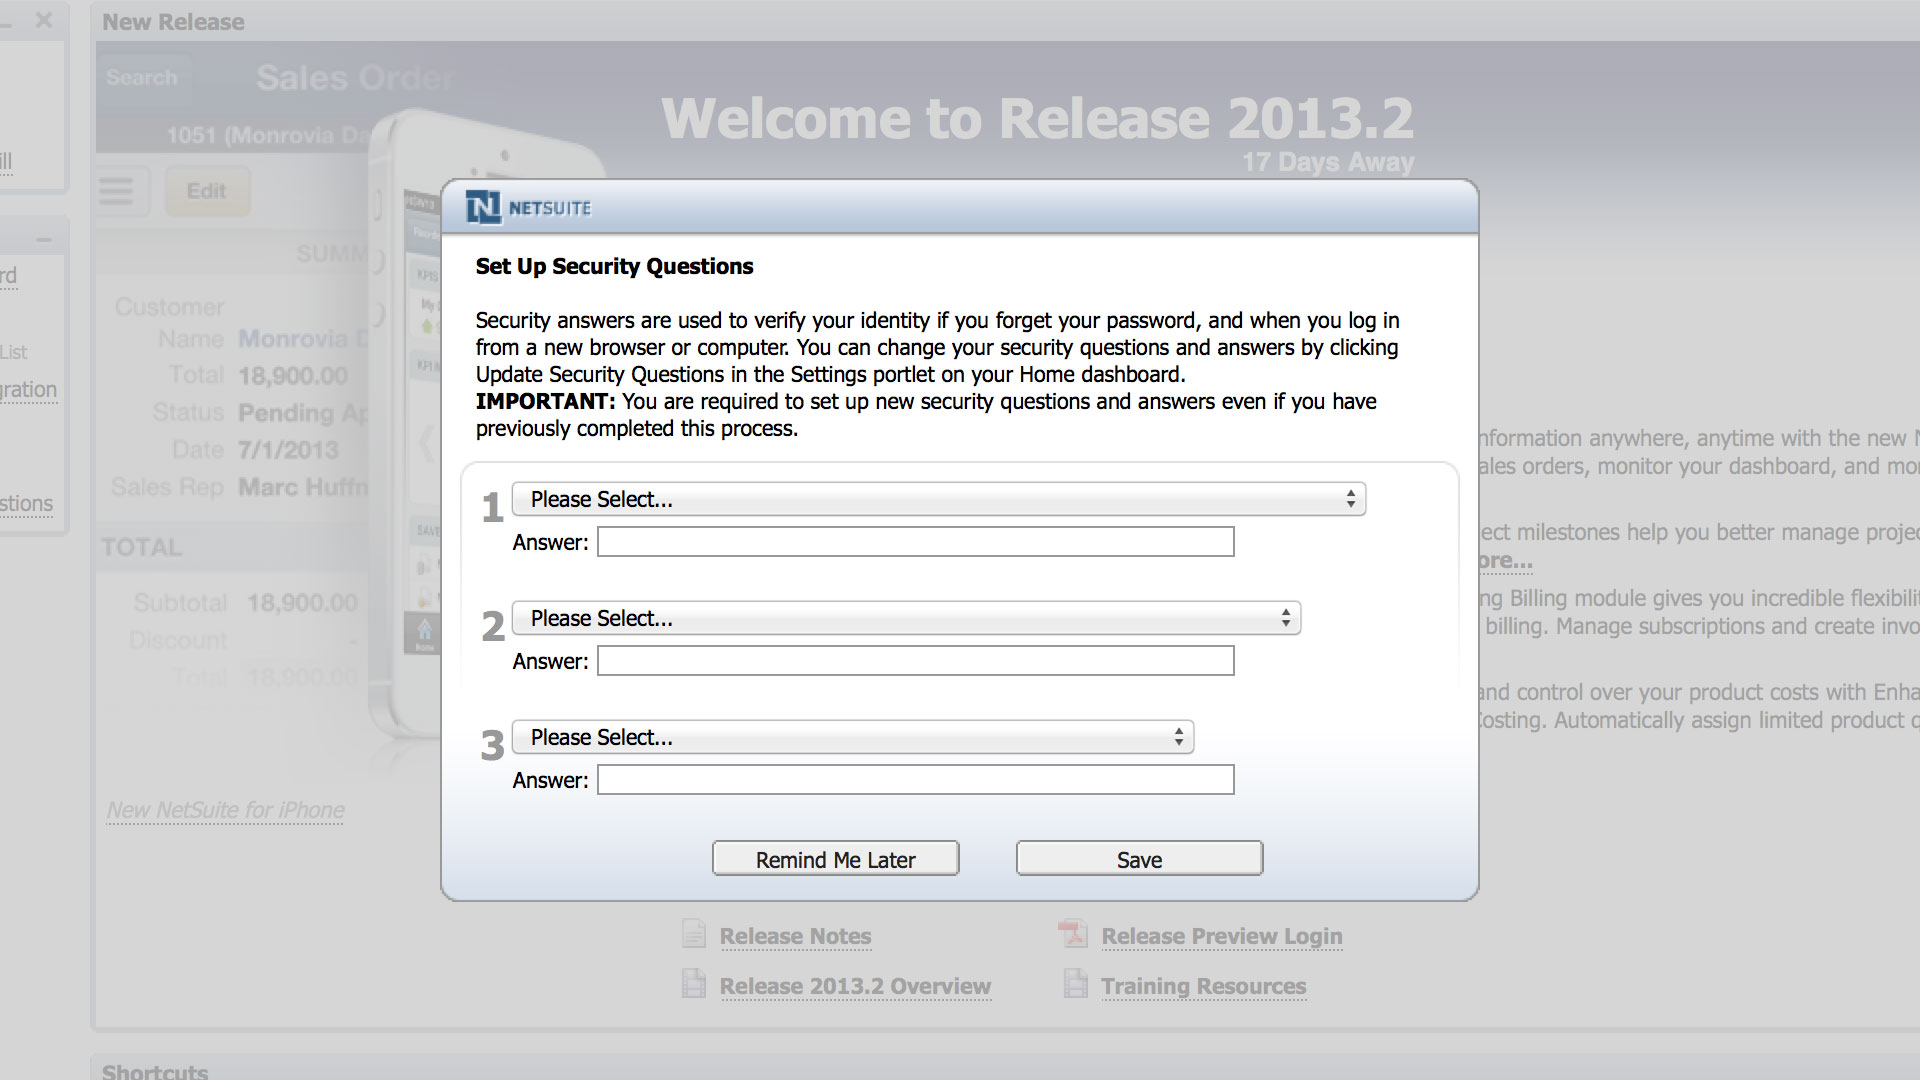 New Release
Search
Sales Order
1051 (Monrovia Da
Edit
SUMM
Customer
Name Monrovia D
Total 18,900.00
Status Pending Ap
Date 7/1/2013
Sales Rep Marc Huffm
TOTAL
Subtotal 18,900.00
Discount -
Total 18,900.00
New NetSuite for iPhone
ill
rd
List
gration
stions
Welcome to Release 2013.2
17 Days Away
NETSUITE
Set Up Security Questions
Security answers are used to verify your identity if you forget your password, and when you log in
from a new browser or computer. You can change your security questions and answers by clicking
Update Security Questions in the Settings portlet on your Home dashboard.
IMPORTANT: You are required to set up new security questions and answers even if you have
previously completed this process.
1 Please Select...
Answer:
2 Please Select...
Answer:
3 Please Select...
Answer:
Remind Me Later Save
nformation anywhere, anytime with the new N
ales orders, monitor your dashboard, and mo
ect milestones help you better manage projec
ore...
ng Billing module gives you incredible flexibilit
billing. Manage subscriptions and create invo
and control over your product costs with Enha
Costing. Automatically assign limited product q
Release Notes Release Preview Login
Release 2013.2 Overview Training Resources
Shortcuts